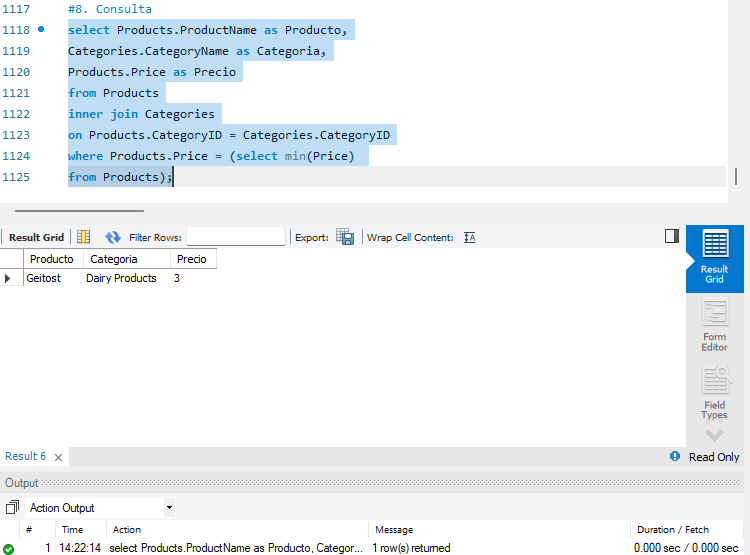 1117 #8. Consulta
1118 select Products.ProductName as Producto,
1119 Categories.CategoryName as Categoria,
1120 Products.Price as Precio
1121 from Products
1122 inner join Categories
1123 on Products.CategoryID = Categories.CategoryID
1124 where Products.Price = (select min(Price)
1125 from Products);
Result Grid Filter Rows: Export: Wrap Cell Content: IA
Producto Categoria Precio
Geitost Dairy Products 3
Result
Grid
Form
Editor
Field
Types
Result 6 Read Only
Output
Action Output
# Time Action Message Duration / Fetch
1 14:22:14 select Products.ProductName as Producto, Categor... 1 row(s) returned 0.000 sec / 0.000 sec